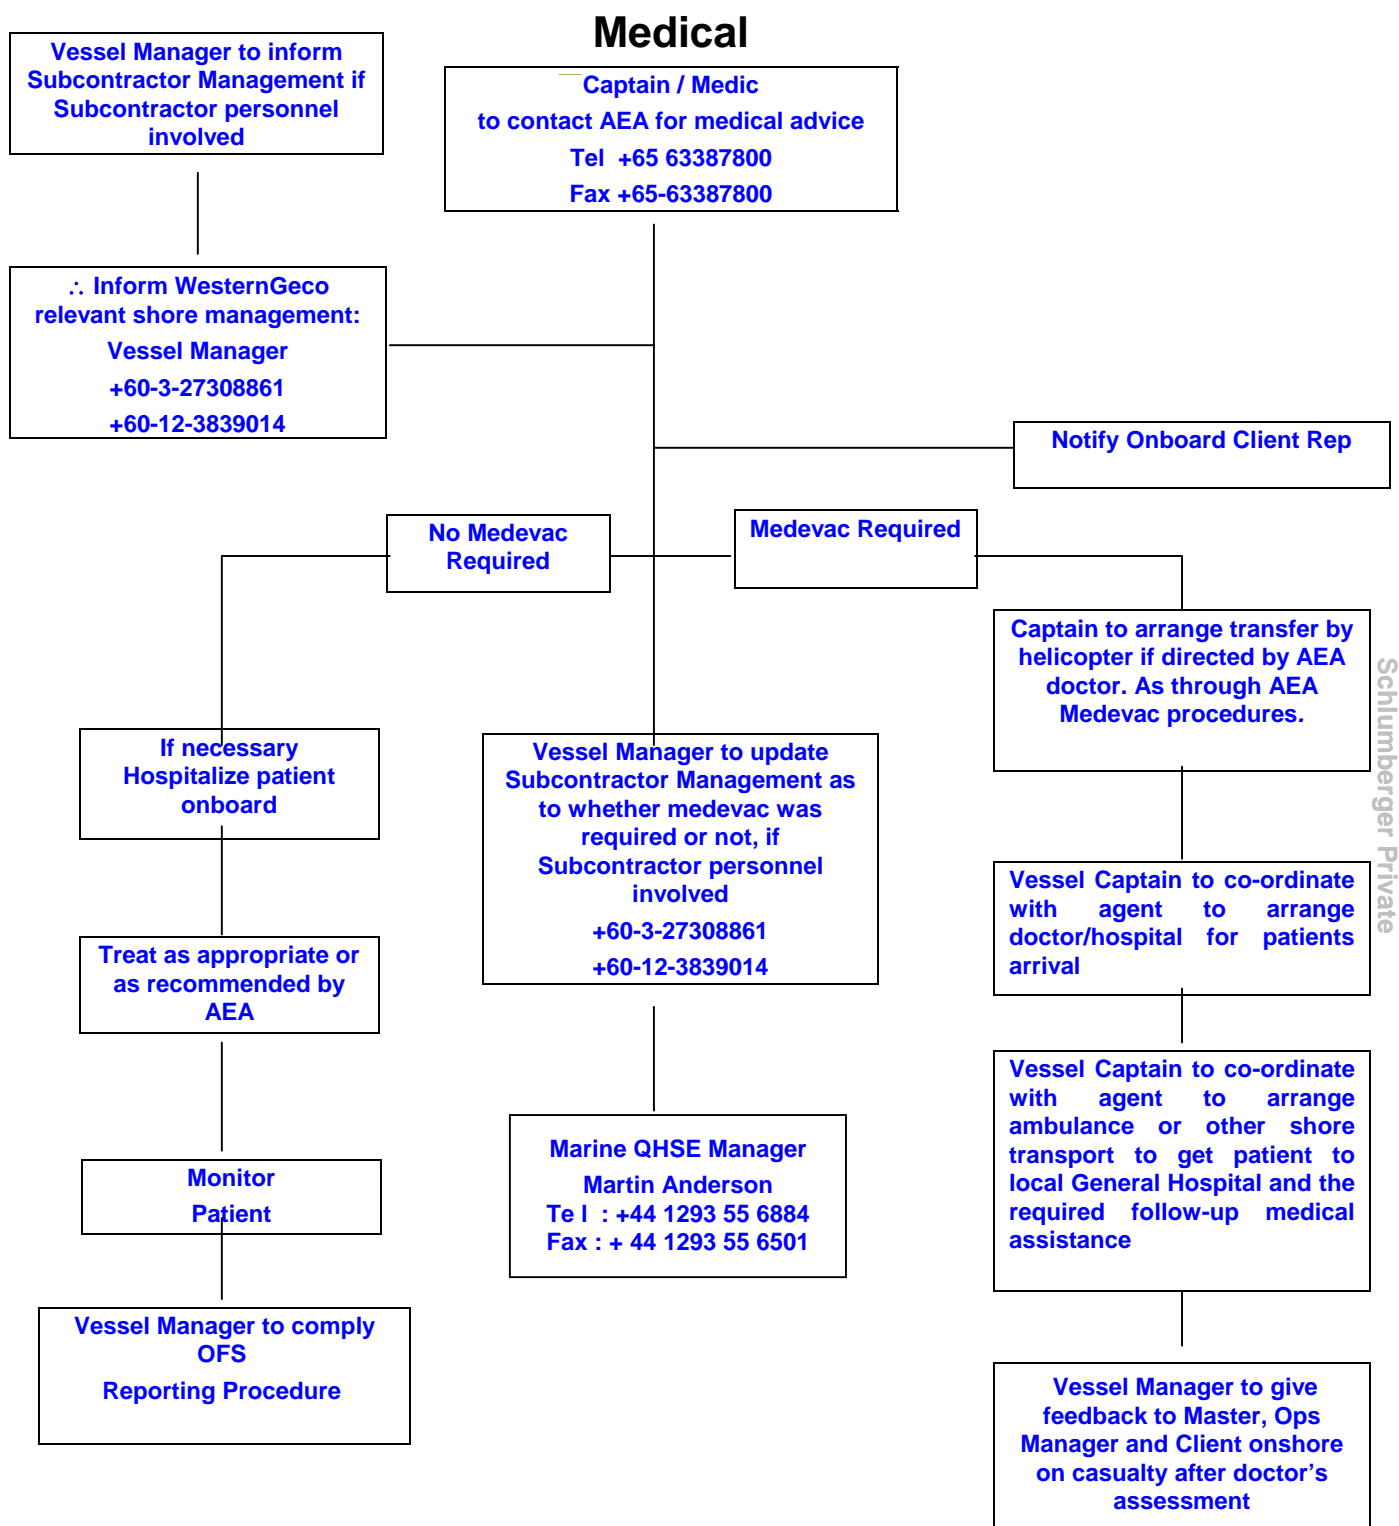 Medical
Vessel Manager to inform
Subcontractor Management if
Subcontractor personnel
involved
Captain / Medic
to contact AEA for medical advice
Tel +65 63387800
Fax +65-63387800
∴ Inform WesternGeco
relevant shore management:
Vessel Manager
+60-3-27308861
+60-12-3839014
Notify Onboard Client Rep
No Medevac
Required
Medevac Required
Captain to arrange transfer by
helicopter if directed by AEA
doctor. As through AEA
Medevac procedures.
If necessary
Hospitalize patient
onboard
Vessel Manager to update
Subcontractor Management as
to whether medevac was
required or not, if
Subcontractor personnel
involved
+60-3-27308861
+60-12-3839014
Vessel Captain to co-ordinate
with agent to arrange
doctor/hospital for patients
arrival
Treat as appropriate or
as recommended by
AEA
Vessel Captain to co-ordinate
with agent to arrange
ambulance or other shore
transport to get patient to
local General Hospital and the
required follow-up medical
assistance
Marine QHSE Manager
Martin Anderson
Te l : +44 1293 55 6884
Fax : + 44 1293 55 6501
Monitor
Patient
Vessel Manager to comply
OFS
Reporting Procedure
Vessel Manager to give
feedback to Master, Ops
Manager and Client onshore
on casualty after doctor's
assessment
Schlumberger Private